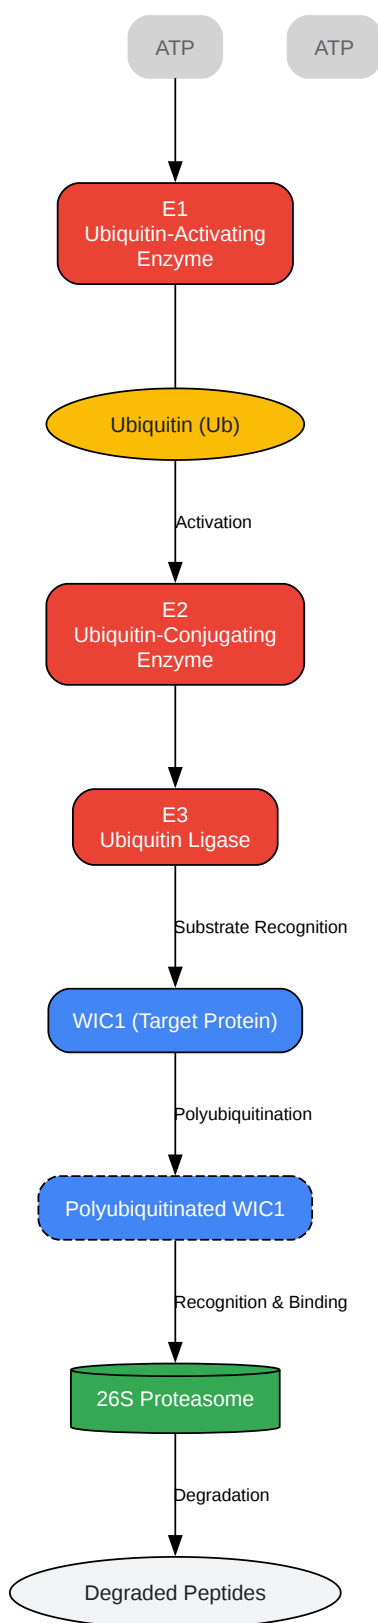 ATP
ATP
E1
Ubiquitin-Activating
Enzyme
Ubiquitin (Ub)
Activation
E2
Ubiquitin-Conjugating
Enzyme
E3
Ubiquitin Ligase
Substrate Recognition
WIC1 (Target Protein)
Polyubiquitination
Polyubiquitinated WIC1
Recognition & Binding
26S Proteasome
Degradation
Degraded Peptides